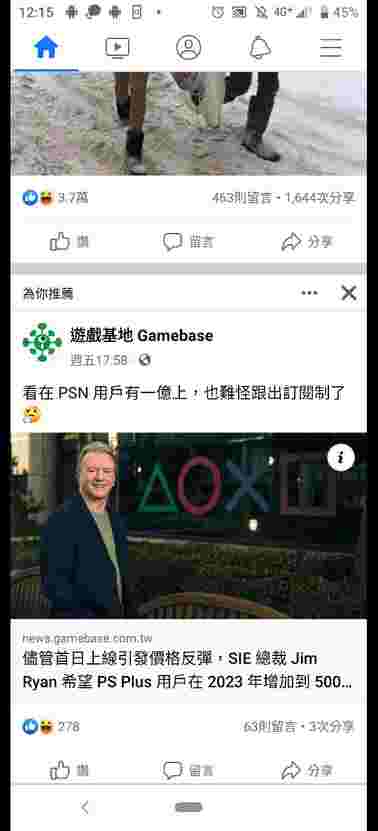 12:15
4G+
45%
3.7萬
463則留言・1,644次分享
讚
留言
分享
為你推薦
遊戲基地 Gamebase
週五17:58
看在 PSN 用戶有一億上，也難怪跟出訂閱制了
news.gamebase.com.tw
儘管首日上線引發價格反彈，SIE 總裁 Jim
Ryan 希望 PS Plus 用戶在 2023 年增加到 500...
278
63則留言・3次分享
讚
留言
分享